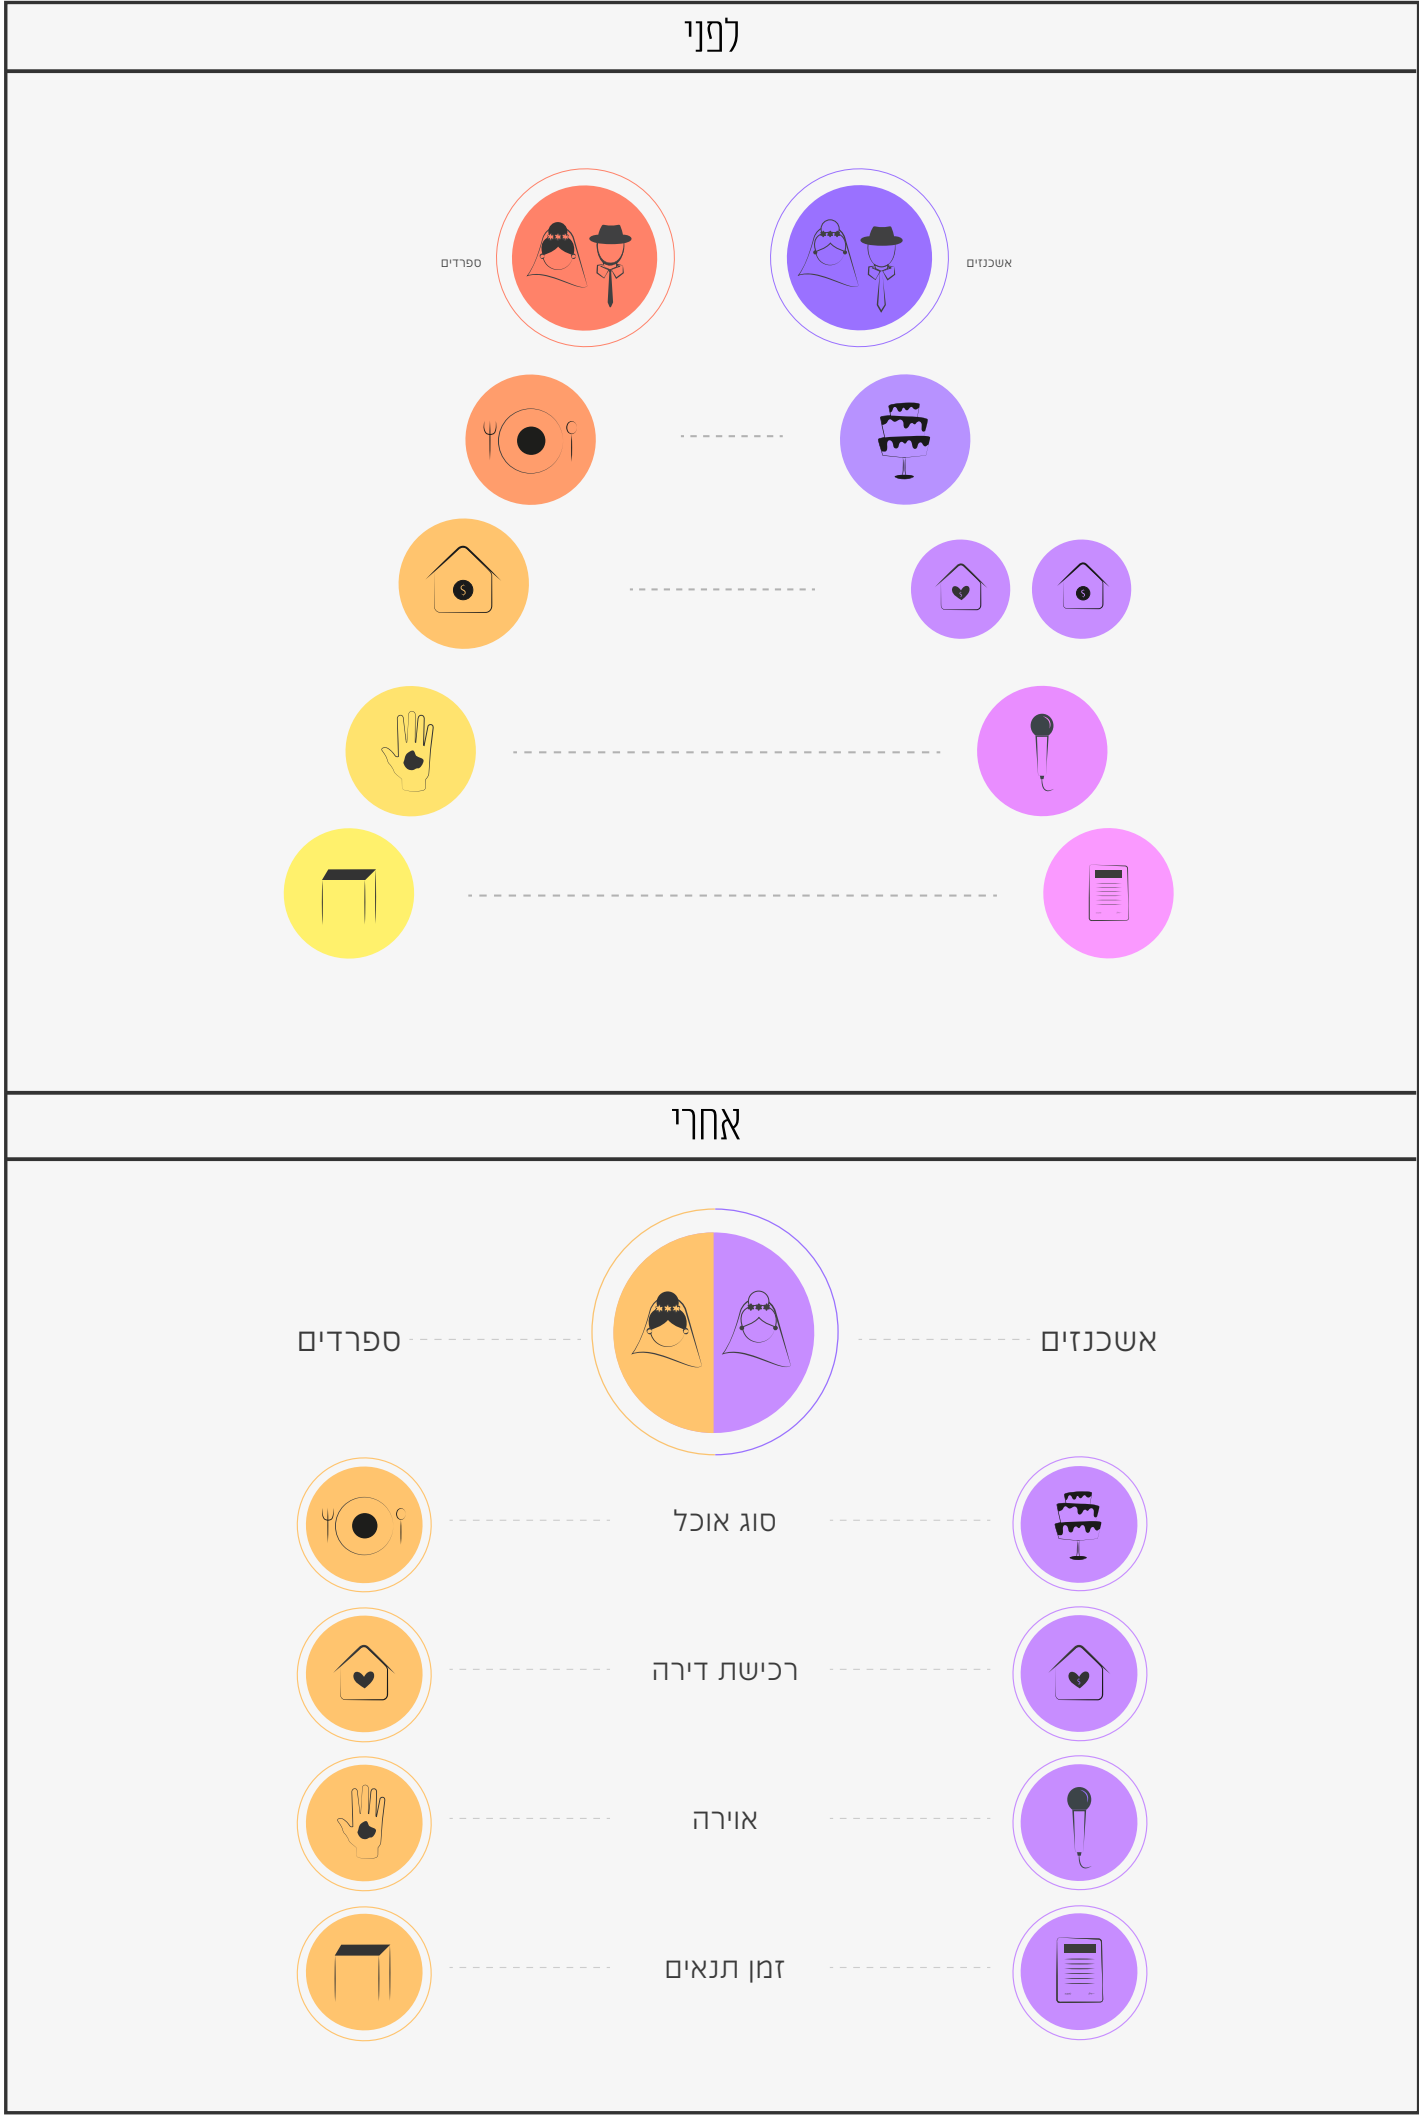 לפני
אשכנזים
ספרדים
אחרי
אשכנזים
ספרדים
סוג אוכל
רכישת דירה
אוירה
זמן תנאים